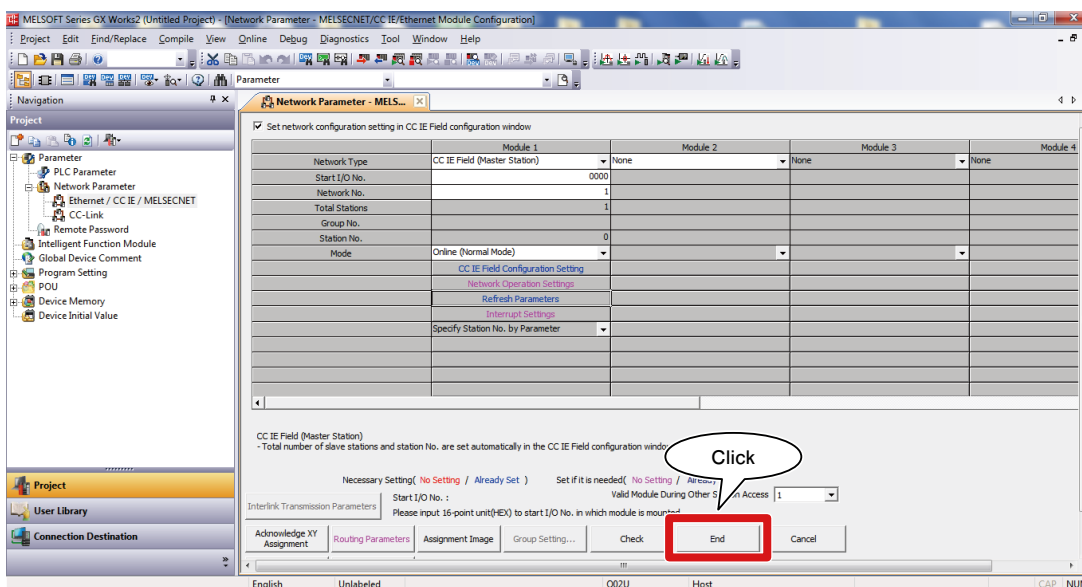 MELSOFT Series GX Works2 (Untitled Project) - [Network Parameter - MELSECNET/CC IE/Ethernet Module Configuration]
Project Edit Find/Replace Compile View Online Debug Diagnostics Tool Window Help
Parameter
Navigation
Network Parameter - MELS...
Project
Set network configuration setting in CC IE Field configuration window
Parameter
PLC Parameter
Network Parameter
Ethernet / CC IE / MELSECNET
CC-Link
Remote Password
Intelligent Function Module
Global Device Comment
Program Setting
POU
Device Memory
Device Initial Value
Module 1 Module 2 Module 3 Module 4
Network Type CC IE Field (Master Station) None None None
Start I/O No. 0000
Network No. 1
Total Stations 1
Group No.
Station No. 0
Mode Online (Normal Mode)
CC IE Field Configuration Setting
Network Operation Settings
Refresh Parameters
Interrupt Settings
Specify Station No. by Parameter
CC IE Field (Master Station)
- Total number of slave stations and station No. are set automatically in the CC IE Field configuration
Click
Necessary Setting( No Setting / Already Set ) Set if it is needed( No Setting /
Interlink Transmission Parameters
Start I/O No. :
Valid Module During Other Access 1
Please input 16-point unit(HEX) to start I/O No. in which module is mounted
Acknowledge XY Assignment Routing Parameters Assignment Image Group Setting... Check End Cancel
Project
User Library
Connection Destination
English Unlabeled Q02U Host CAP NUM